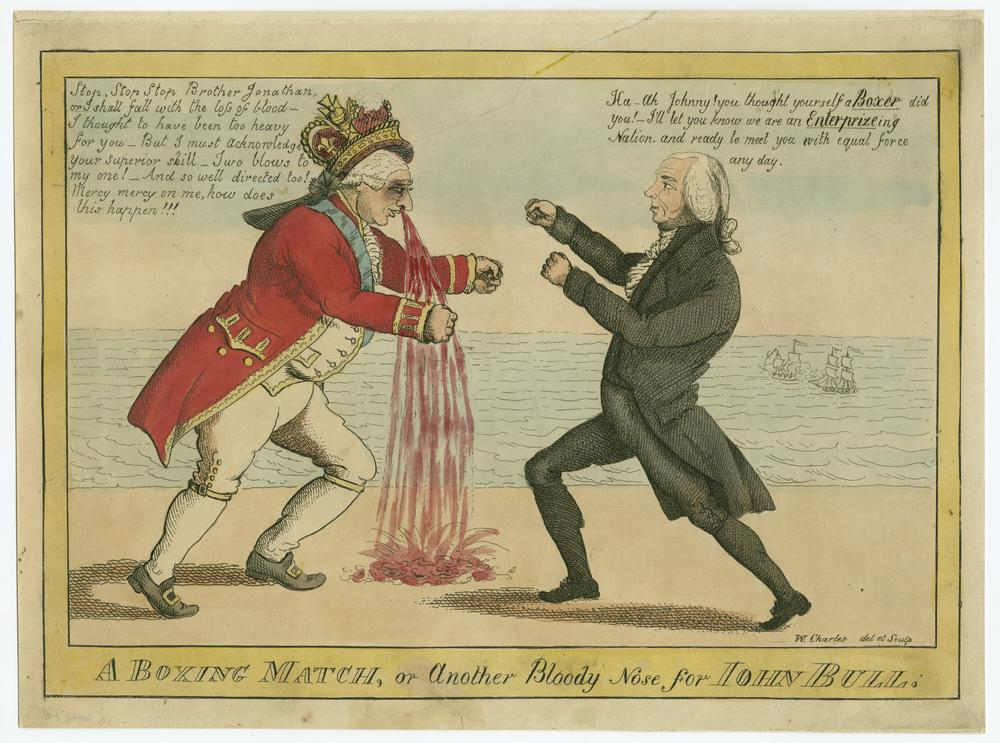 Stop, Stop Stop Brother Jonathan,
or I shall fall with the loſs of blood —
I thought to have been too heavy
for you — But I must acknowledge
your superior skill — Two blows to
my one! — And so well directed too!
Mercy mercy on me, how does
this happen!!!
Ha — Ah Johnny! you thought yourself a Boxer did
you! — I'll let you know we are an Enterprizeing
Nation. and ready to meet you with equal force
any day.
W. Charles del et Sculp
A BOXING MATCH, or Another Bloody Nose for IOHN BULL.